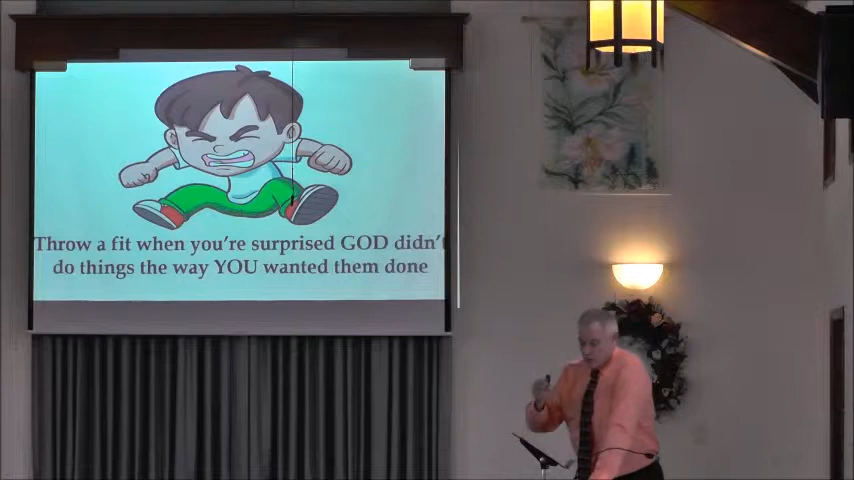 Throw a fit when you're surprised GOD didn't
do things the way YOU wanted them done